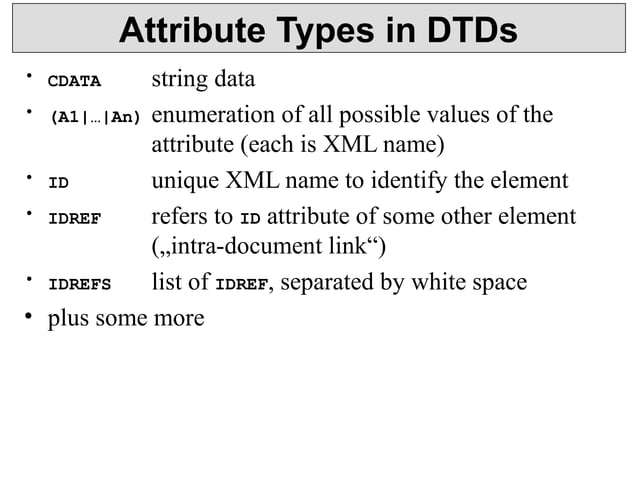 Attribute Types in DTDs
• CDATA string data
• (A1|…|An) enumeration of all possible values of the
attribute (each is XML name)
• ID unique XML name to identify the element
• IDREF refers to ID attribute of some other element
(„intra-document link“)
• IDREFS list of IDREF, separated by white space
• plus some more